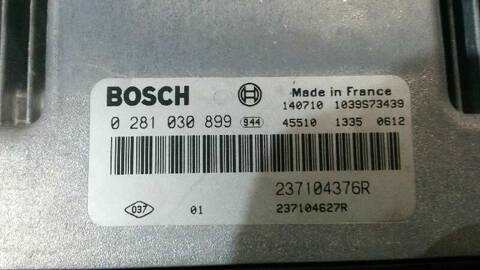 BOSCH
Made in France
140710 1039S73439
0 281 030 899 944 45510 1335 0612
237104376R
037 01 237104627R